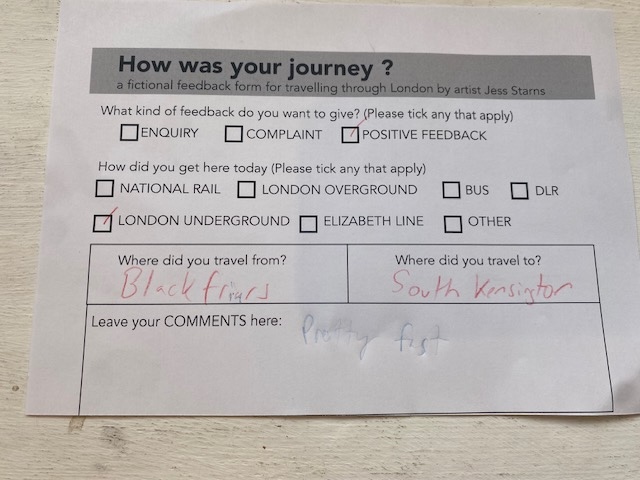 How was your journey ?
a fictional feedback form for travelling through London by artist Jess Starns
What kind of feedback do you want to give? (Please tick any that apply)
ENQUIRY COMPLAINT POSITIVE FEEDBACK
How did you get here today (Please tick any that apply)
NATIONAL RAIL LONDON OVERGROUND BUS DLR
LONDON UNDERGROUND ELIZABETH LINE OTHER
Where did you travel from? Where did you travel to?
Blackfriars South Kensington
Leave your COMMENTS here: Pretty fast